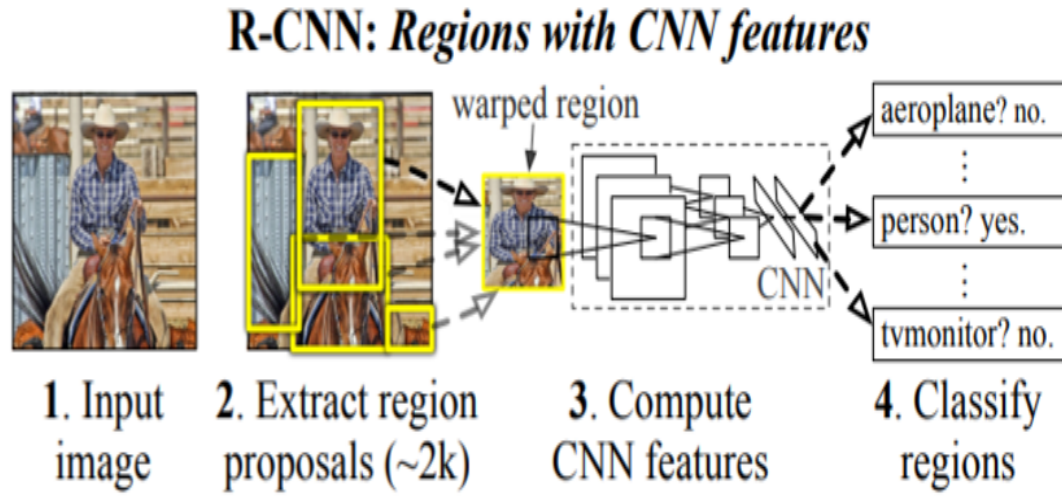 R-CNN: Regions with CNN features
warped region
aeroplane? no.
⋮
person? yes.
⋮
tvmonitor? no.
CNN
1. Input
image
2. Extract region
proposals (~2k)
3. Compute
CNN features
4. Classify
regions